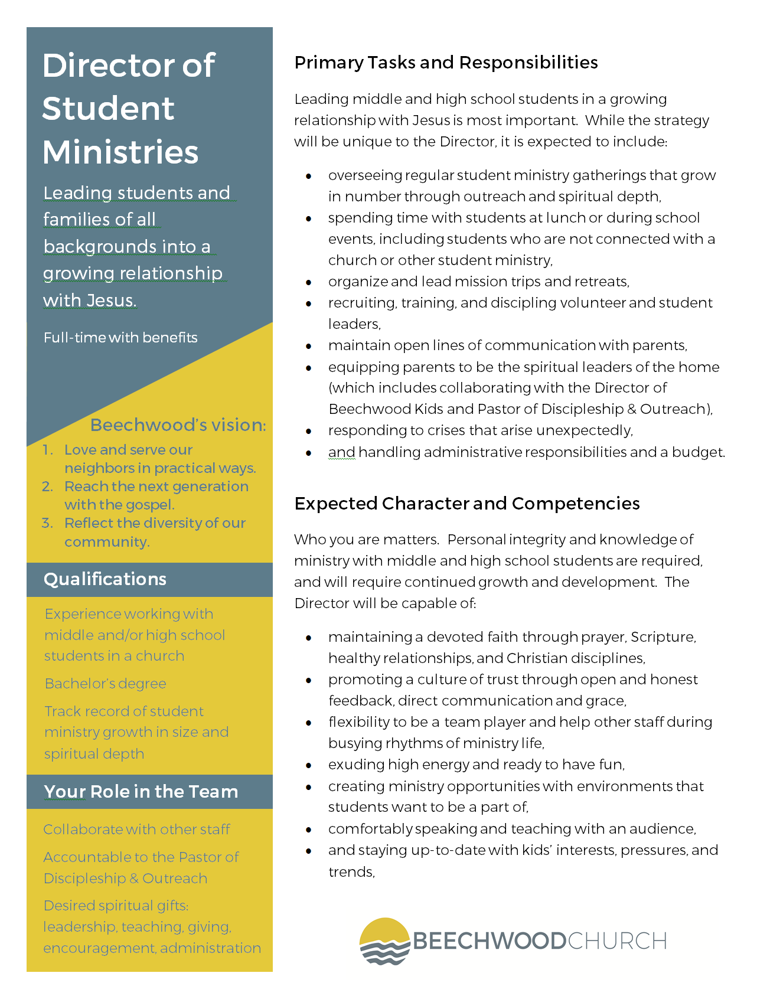 Director of
Student
Ministries
Leading students and
families of all
backgrounds into a
growing relationship
with Jesus.
Full-time with benefits
Beechwood's vision:
1. Love and serve our
neighbors in practical ways.
2. Reach the next generation
with the gospel.
3. Reflect the diversity of our
community.
Qualifications
Experience working with
middle and/or high school
students in a church
Bachelor's degree
Track record of student
ministry growth in size and
spiritual depth
Your Role in the Team
Collaborate with other staff
Accountable to the Pastor of
Discipleship & Outreach
Desired spiritual gifts:
leadership, teaching, giving,
encouragement, administration
Primary Tasks and Responsibilities
Leading middle and high school students in a growing
relationship with Jesus is most important.  While the strategy
will be unique to the Director, it is expected to include:
● overseeing regular student ministry gatherings that grow
in number through outreach and spiritual depth,
● spending time with students at lunch or during school
events, including students who are not connected with a
church or other student ministry,
● organize and lead mission trips and retreats,
● recruiting, training, and discipling volunteer and student
leaders,
● maintain open lines of communication with parents,
● equipping parents to be the spiritual leaders of the home
(which includes collaborating with the Director of
Beechwood Kids and Pastor of Discipleship & Outreach),
● responding to crises that arise unexpectedly,
● and handling administrative responsibilities and a budget.
Expected Character and Competencies
Who you are matters.  Personal integrity and knowledge of
ministry with middle and high school students are required,
and will require continued growth and development.  The
Director will be capable of:
● maintaining a devoted faith through prayer, Scripture,
healthy relationships, and Christian disciplines,
● promoting a culture of trust through open and honest
feedback, direct communication and grace,
● flexibility to be a team player and help other staff during
busying rhythms of ministry life,
● exuding high energy and ready to have fun,
● creating ministry opportunities with environments that
students want to be a part of,
● comfortably speaking and teaching with an audience,
● and staying up-to-date with kids' interests, pressures, and
trends,
BEECHWOODCHURCH